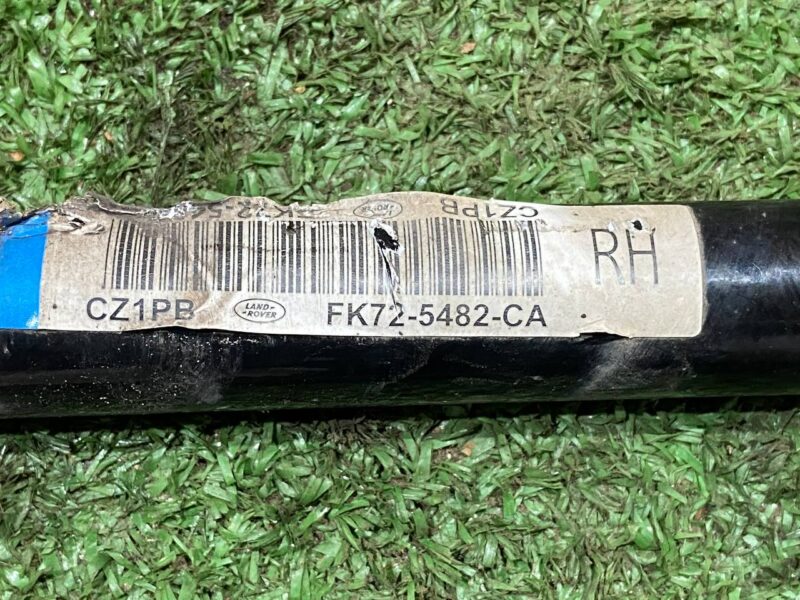 CZ1PB
RH
CZ1PB LAND-ROVER FK72-5482-CA